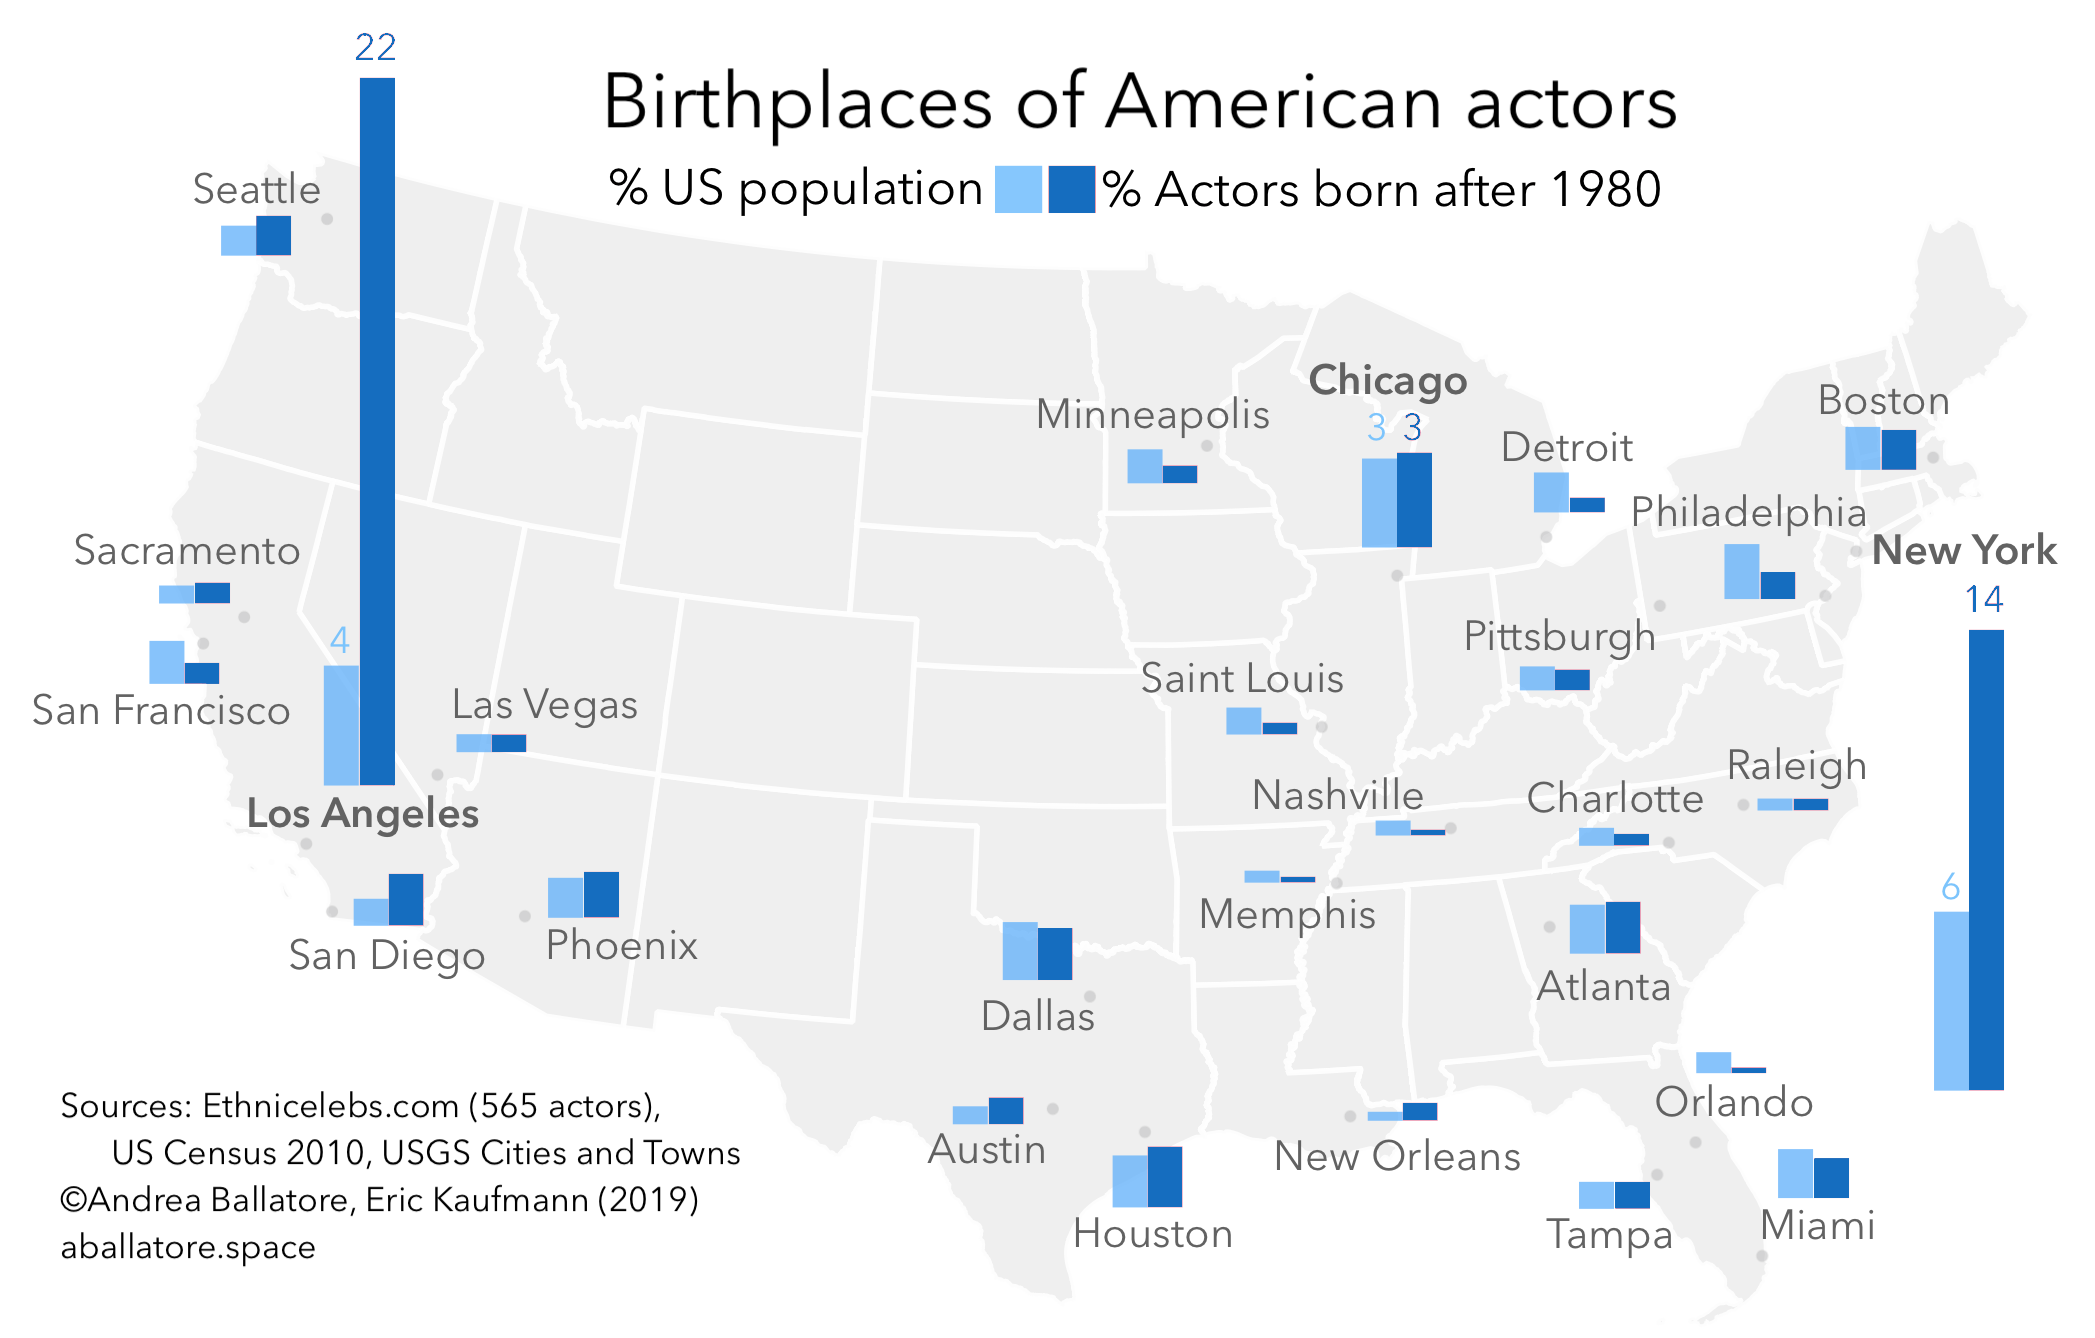 Birthplaces of American actors
% US population % Actors born after 1980
22
Seattle
Chicago
3 3
Minneapolis
Boston
Detroit
Philadelphia
New York
14
Sacramento
4
San Francisco
Las Vegas
Pittsburgh
Saint Louis
Raleigh
Nashville
Charlotte
Los Angeles
6
Memphis
San Diego
Phoenix
Atlanta
Dallas
Orlando
Austin
New Orleans
Houston
Tampa
Miami
Sources: Ethnicelebs.com (565 actors),
US Census 2010, USGS Cities and Towns
©Andrea Ballatore, Eric Kaufmann (2019)
aballatore.space